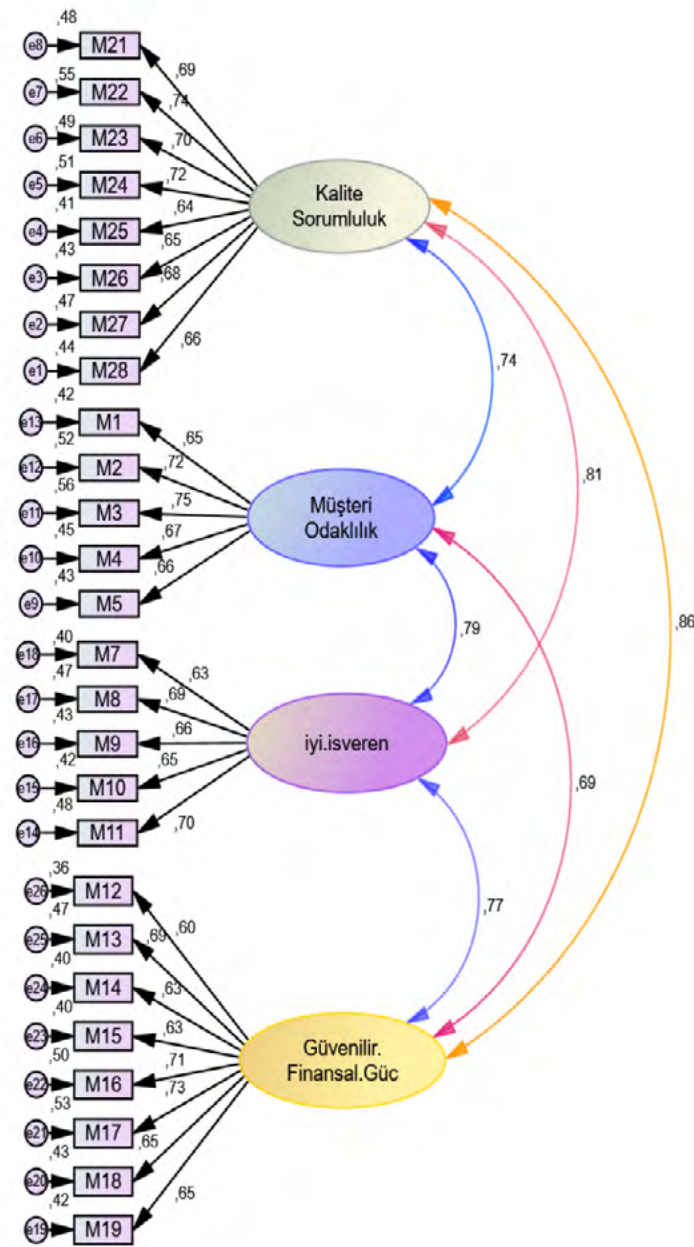 ,48
e8 M21 ,69
,55
e7 M22 ,74
,49
e6 M23 ,70
,51
e5 M24 ,72
,41
e4 M25 ,64
,43
e3 M26 ,65
,47
e2 M27 ,68
,44
e1 M28 ,66
Kalite
Sorumluluk
,74
,81
,86
,42
e13 M1 ,65
,52
e12 M2 ,72
,56
e11 M3 ,75
,45
e10 M4 ,67
,43
e9 M5 ,66
Müşteri
Odaklılık
,79
,69
,40
e18 M7 ,63
,47
e17 M8 ,69
,43
e16 M9 ,66
,42
e15 M10 ,65
,48
e14 M11 ,70
iyi.isveren
,77
,36
e26 M12 ,60
,47
e25 M13 ,69
,40
e24 M14 ,63
,40
e23 M15 ,63
,50
e22 M16 ,71
,53
e21 M17 ,73
,43
e20 M18 ,65
,42
e19 M19 ,65
Güvenilir.
Finansal.Güc